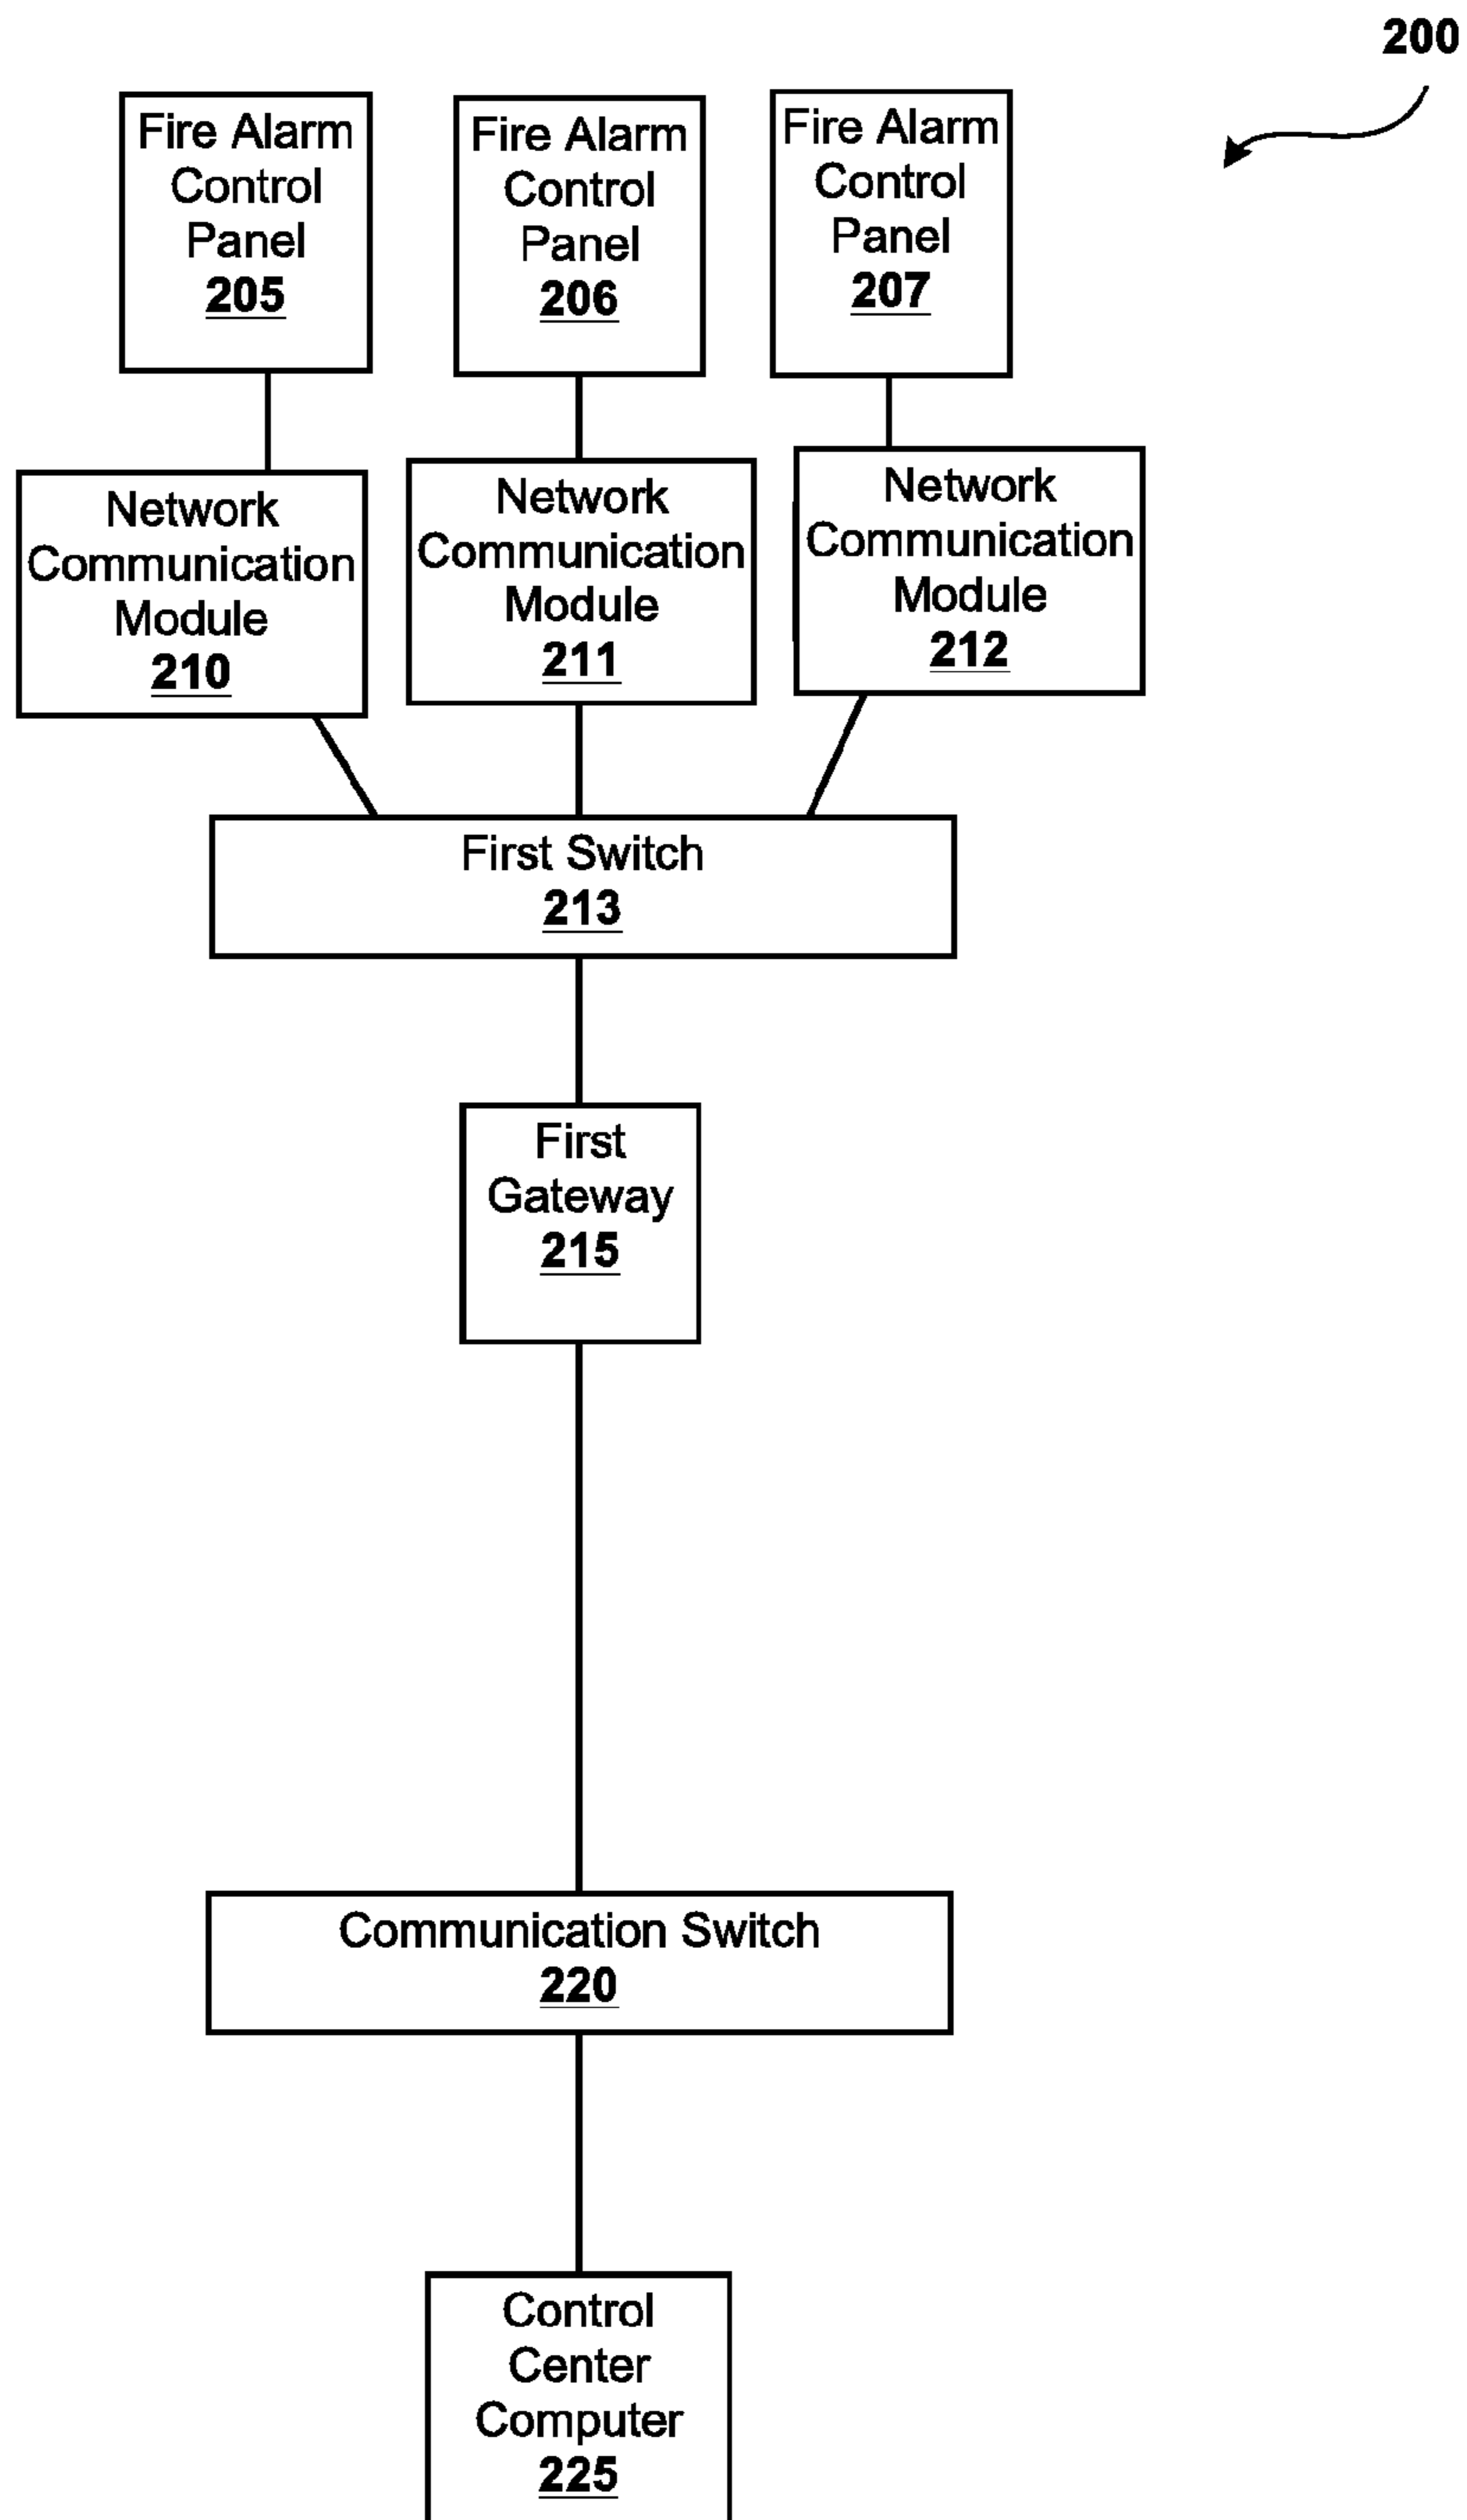 200
Fire Alarm
Control
Panel
205
Fire Alarm
Control
Panel
206
Fire Alarm
Control
Panel
207
Network
Communication
Module
210
Network
Communication
Module
211
Network
Communication
Module
212
First Switch
213
First
Gateway
215
Communication Switch
220
Control
Center
Computer
225